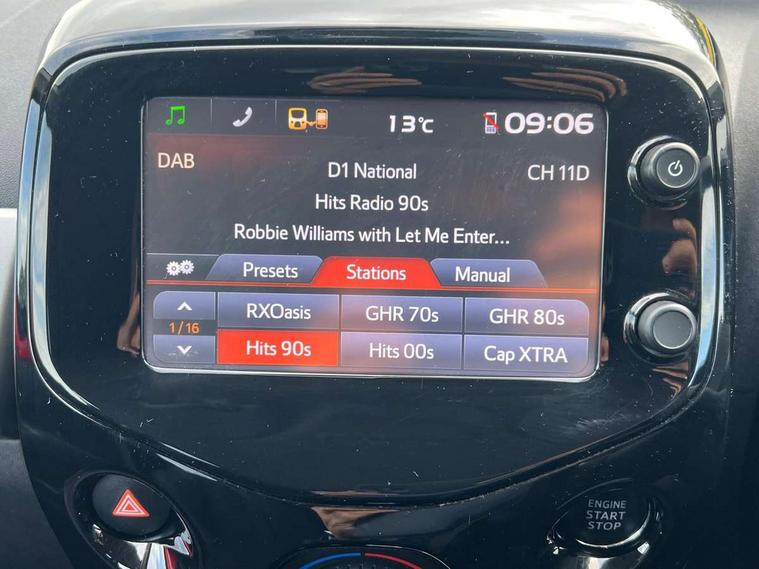 13°C 09:06
DAB D1 National CH 11D
Hits Radio 90s
Robbie Williams with Let Me Enter...
Presets Stations Manual
1/16
RXOasis GHR 70s GHR 80s
Hits 90s Hits 00s Cap XTRA
ENGINE
START
STOP